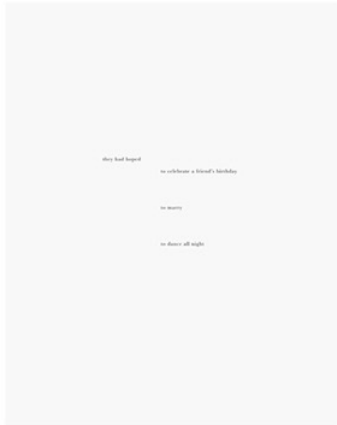 they had hoped
to celebrate a friend's birthday
to marry
to dance all night